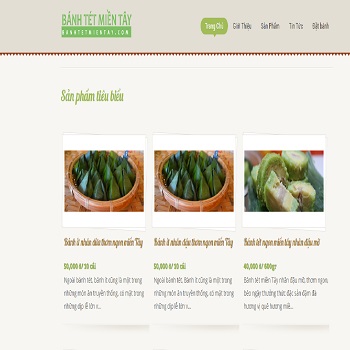 BÁNH TÉT MIỀN TÂY
BANHTETMIENTAY.COM
Trang Chủ Giới Thiệu Sản Phẩm Tin Tức Đặt bánh
Sản phẩm tiêu biểu
Bánh ít nhân dừa thơm ngon miền Tây
50,000 đ/ 10 cái
Ngoài bánh tét, bánh ít cũng là một trong
những món ăn truyền thống, có mặt trong
những dịp lễ lớn v...
Bánh ít nhân đậu thơm ngon miền Tây
50,000 đ/ 10 cái
Ngoài bánh tét, bánh ít cũng là một trong
những món ăn truyền thống, có mặt trong
những dịp lễ lớn v...
Bánh tét ngon miền tây nhân đậu mỡ
40,000 đ/ 600gr
Bánh tét miền Tây nhân đậu mỡ, thơm ngon,
béo ngậy thưởng thức đặc sản đậm đà
hương vị quê hương miề...